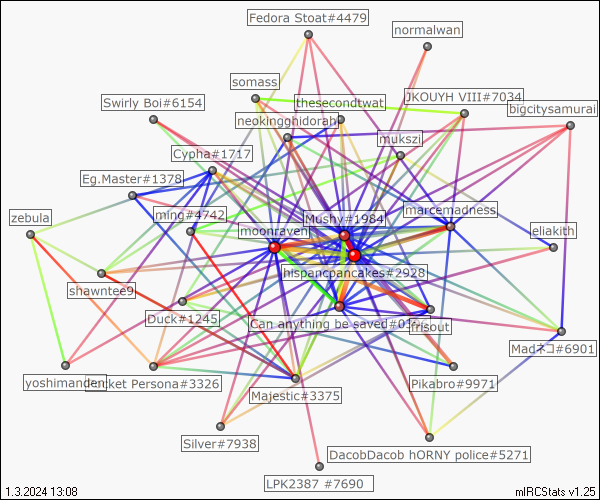 Fedora Stoat#4479
normalwan
somass
JKOUYH VIII#7034
Swirly Boi#6154
thesecondtwat
bigcitysamurai
neokingghidorah
mukszi
Cypha#1717
Eg.Master#1378
zebula
ming#4742
Mushy#1984
marcemadness
moonraven
eliakith
hispancpancakes#2928
shawntee9
Duck#1245
Can anything be saved#0
frisout
Madネコ#6901
yoshimanden
Pocket Persona#3326
Pikabro#9971
Majestic#3375
Silver#7938
DacobDacob hORNY police#5271
LPK2387 #7690
1.3.2024 13:08
mIRCStats v1.25